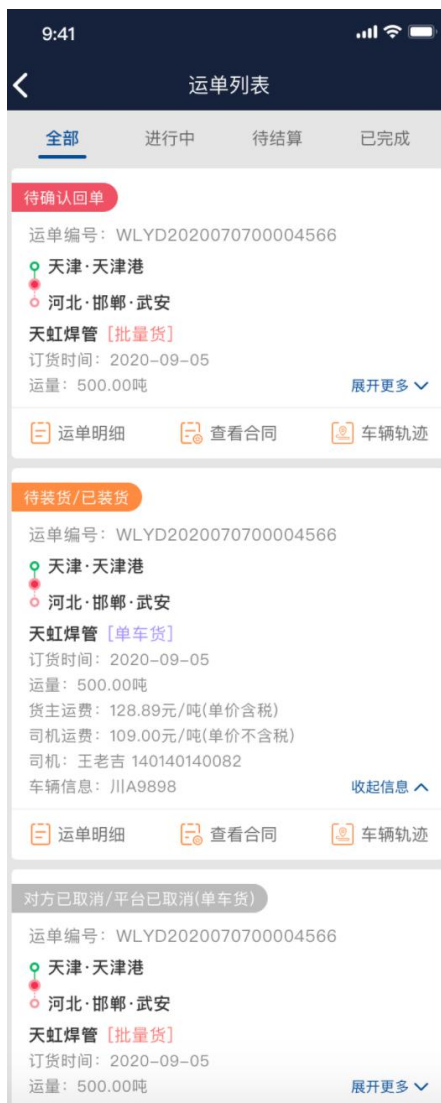 9:41
运单列表
全部 进行中 待结算 已完成
待确认回单
运单编号：WLYD2020070700004566
天津·天津港
河北·邯郸·武安
天虹焊管 [批量货]
订货时间：2020-09-05
运量：500.00吨 展开更多
运单明细 查看合同 车辆轨迹
待装货/已装货
运单编号：WLYD2020070700004566
天津·天津港
河北·邯郸·武安
天虹焊管 [单车货]
订货时间：2020-09-05
运量：500.00吨
货主运费：128.89元/吨(单价含税)
司机运费：109.00元/吨(单价不含税)
司机：王老吉 140140140082
车辆信息：川A9898 收起信息
运单明细 查看合同 车辆轨迹
对方已取消/平台已取消(单车货)
运单编号：WLYD2020070700004566
天津·天津港
河北·邯郸·武安
天虹焊管 [批量货]
订货时间：2020-09-05
运量：500.00吨 展开更多